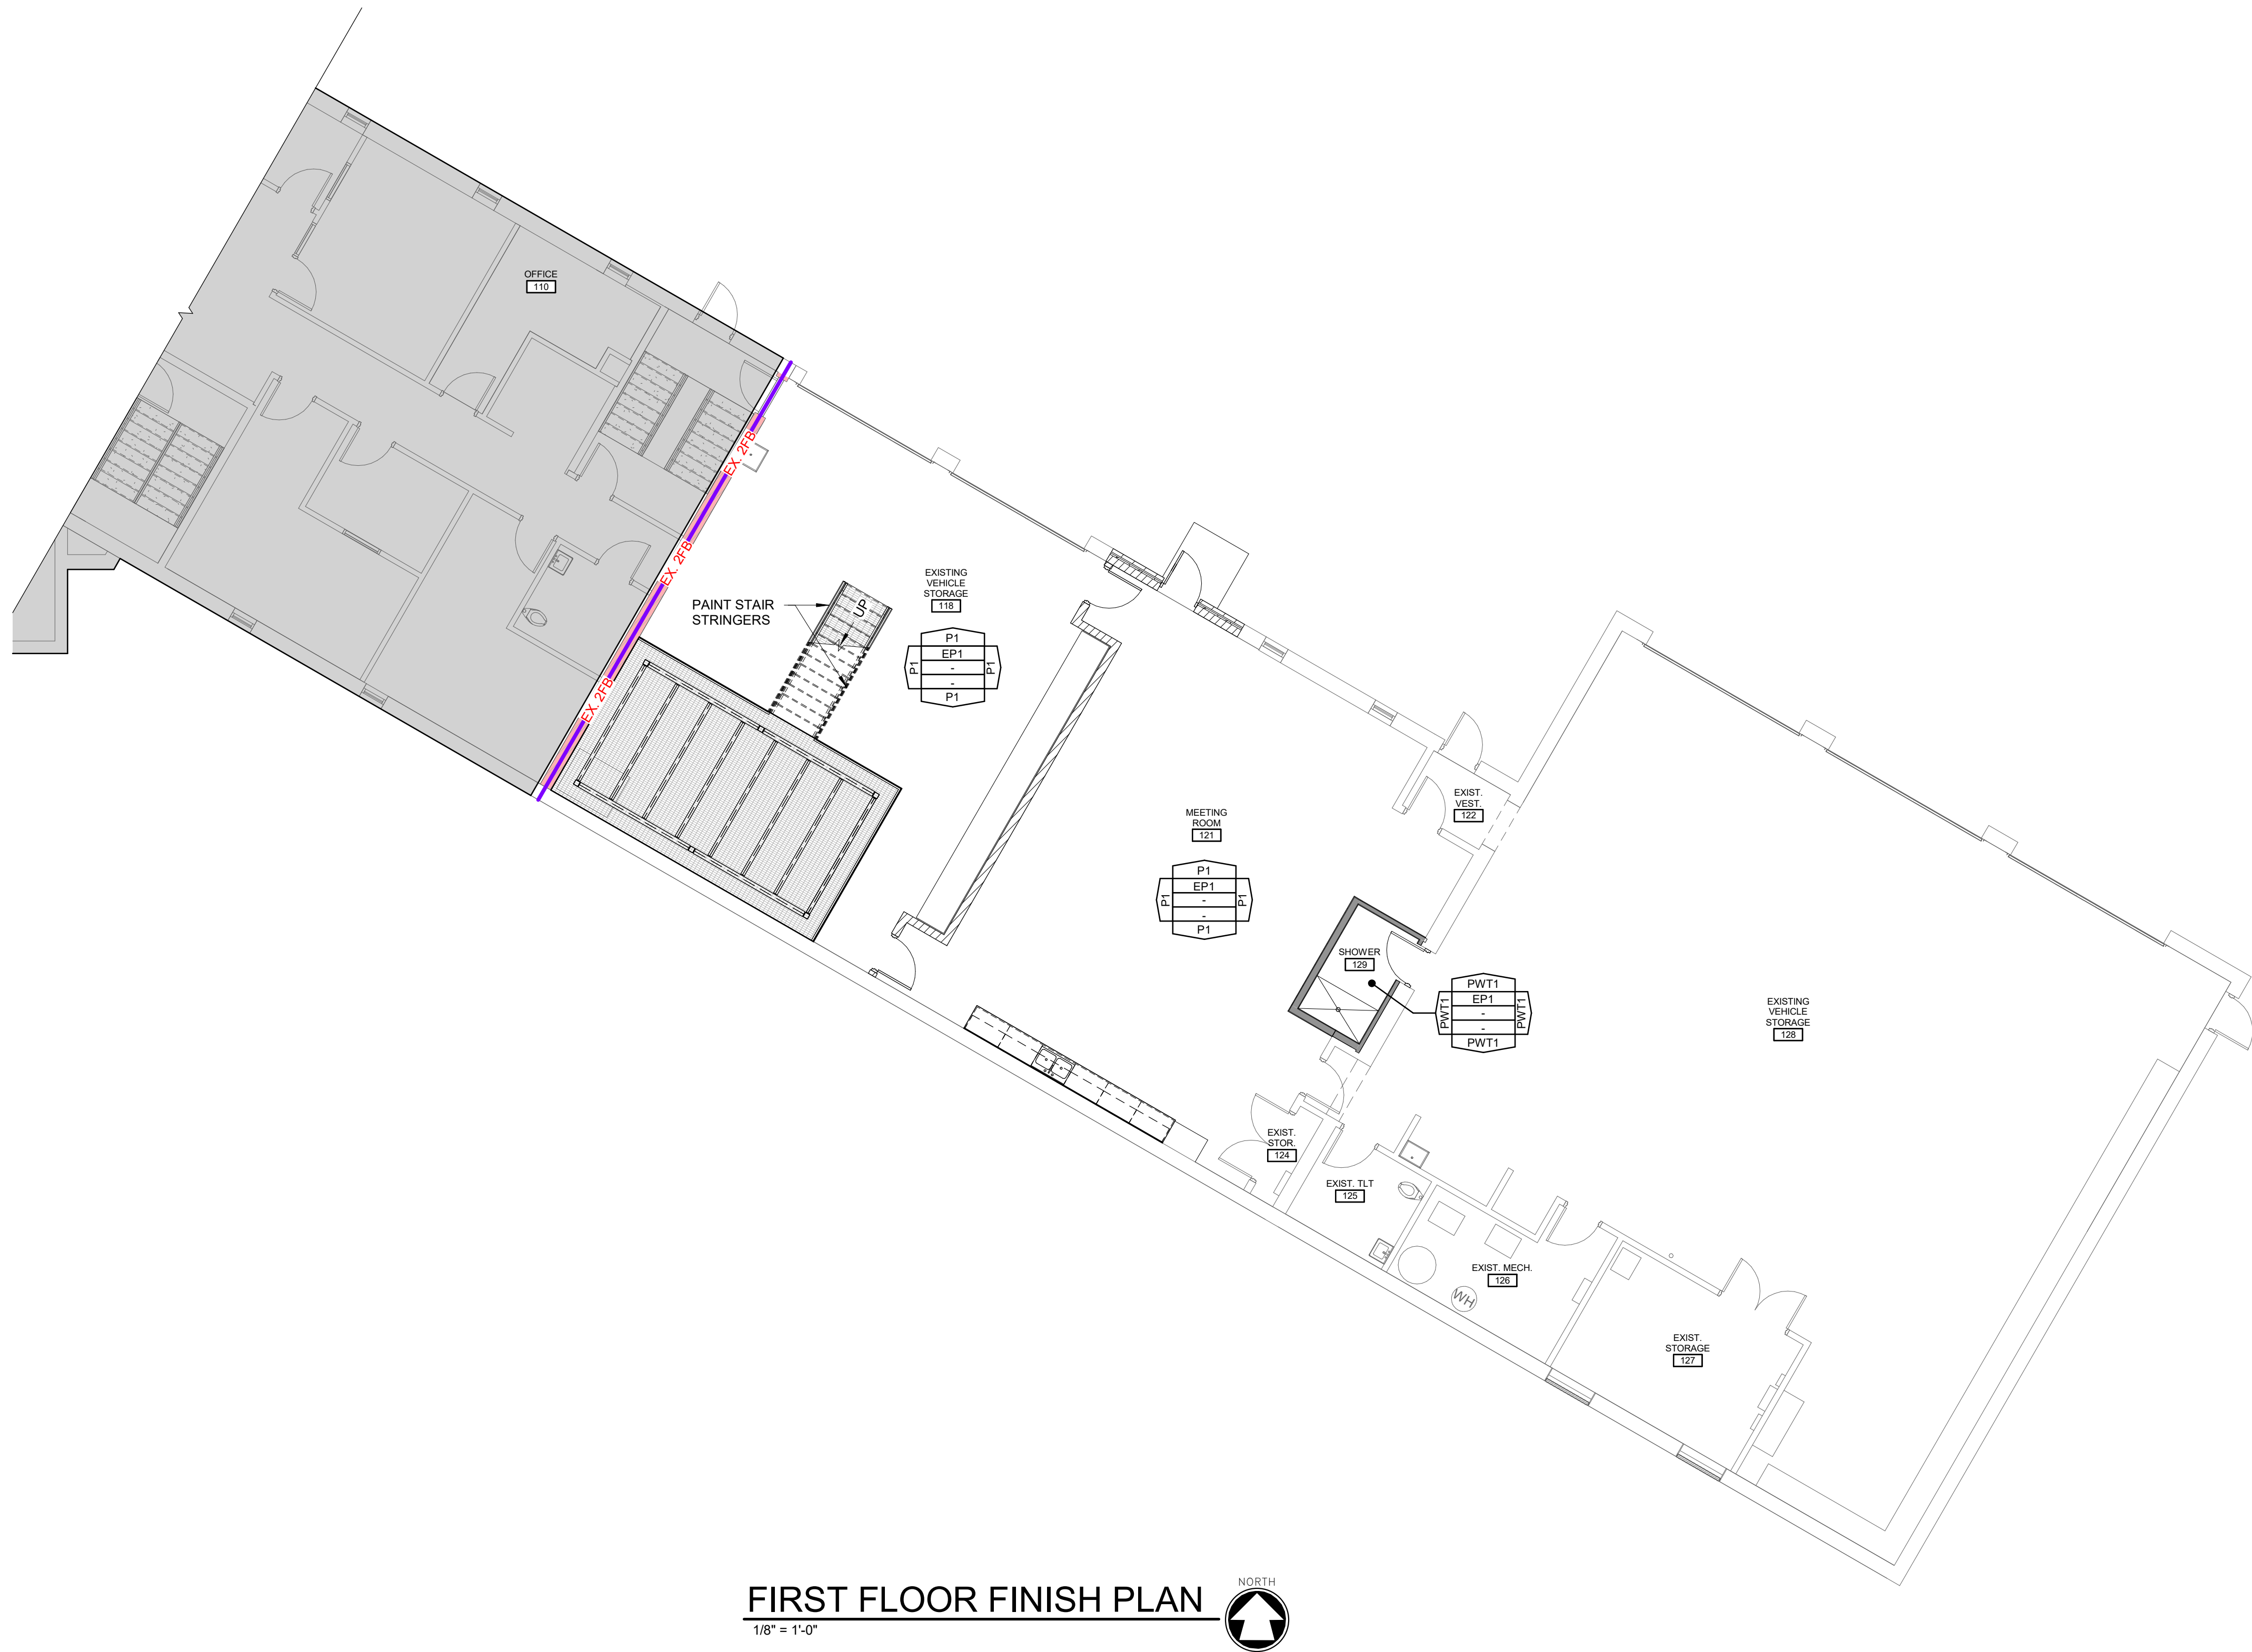 OFFICE
110
EX. 2FB
EX. 2FB
EX. 2FB
PAINT STAIR
STRINGERS
UP
EXISTING
VEHICLE
STORAGE
118
P1
EP1
-
-
P1
P1
P1
MEETING
ROOM
121
P1
EP1
-
-
P1
P1
P1
EXIST.
VEST.
122
SHOWER
129
PWT1
EP1
-
-
PWT1
PWT1
PWT1
EXISTING
VEHICLE
STORAGE
128
EXIST.
STOR.
124
EXIST. TLT
125
EXIST. MECH.
126
WH
EXIST.
STORAGE
127
FIRST FLOOR FINISH PLAN
1/8" = 1'-0"
NORTH